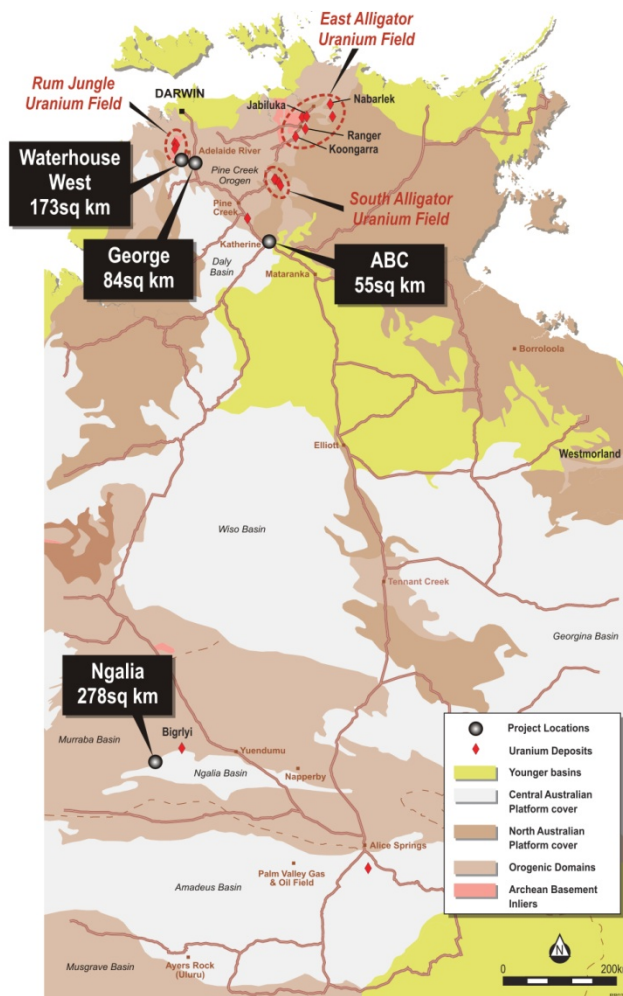 East Alligator
Uranium Field
Rum Jungle
Uranium Field
DARWIN
Jabiluka
Nabarlek
Ranger
Koongarra
Adelaide River
Waterhouse
West
173sq km
Pine Creek
Orogen
South Alligator
Uranium Field
Pine
Creek
George
84sq km
Katherine
ABC
55sq km
Daly
Basin
Mataranka
Borroloola
Elliott
Westmorland
Wiso Basin
Tennant Creek
Georgina Basin
Ngalia
278sq km
Murraba Basin
Bigrlyi
Yuendumu
Ngalia Basin
Napperby
Alice Springs
Palm Valley Gas
& Oil Field
Amadeus Basin
Ayers Rock
(Uluru)
Musgrave Basin
Project Locations
Uranium Deposits
Younger basins
Central Australian
Platform cover
North Australian
Platform cover
Orogenic Domains
Archean Basement
Inliers
N
0 200k